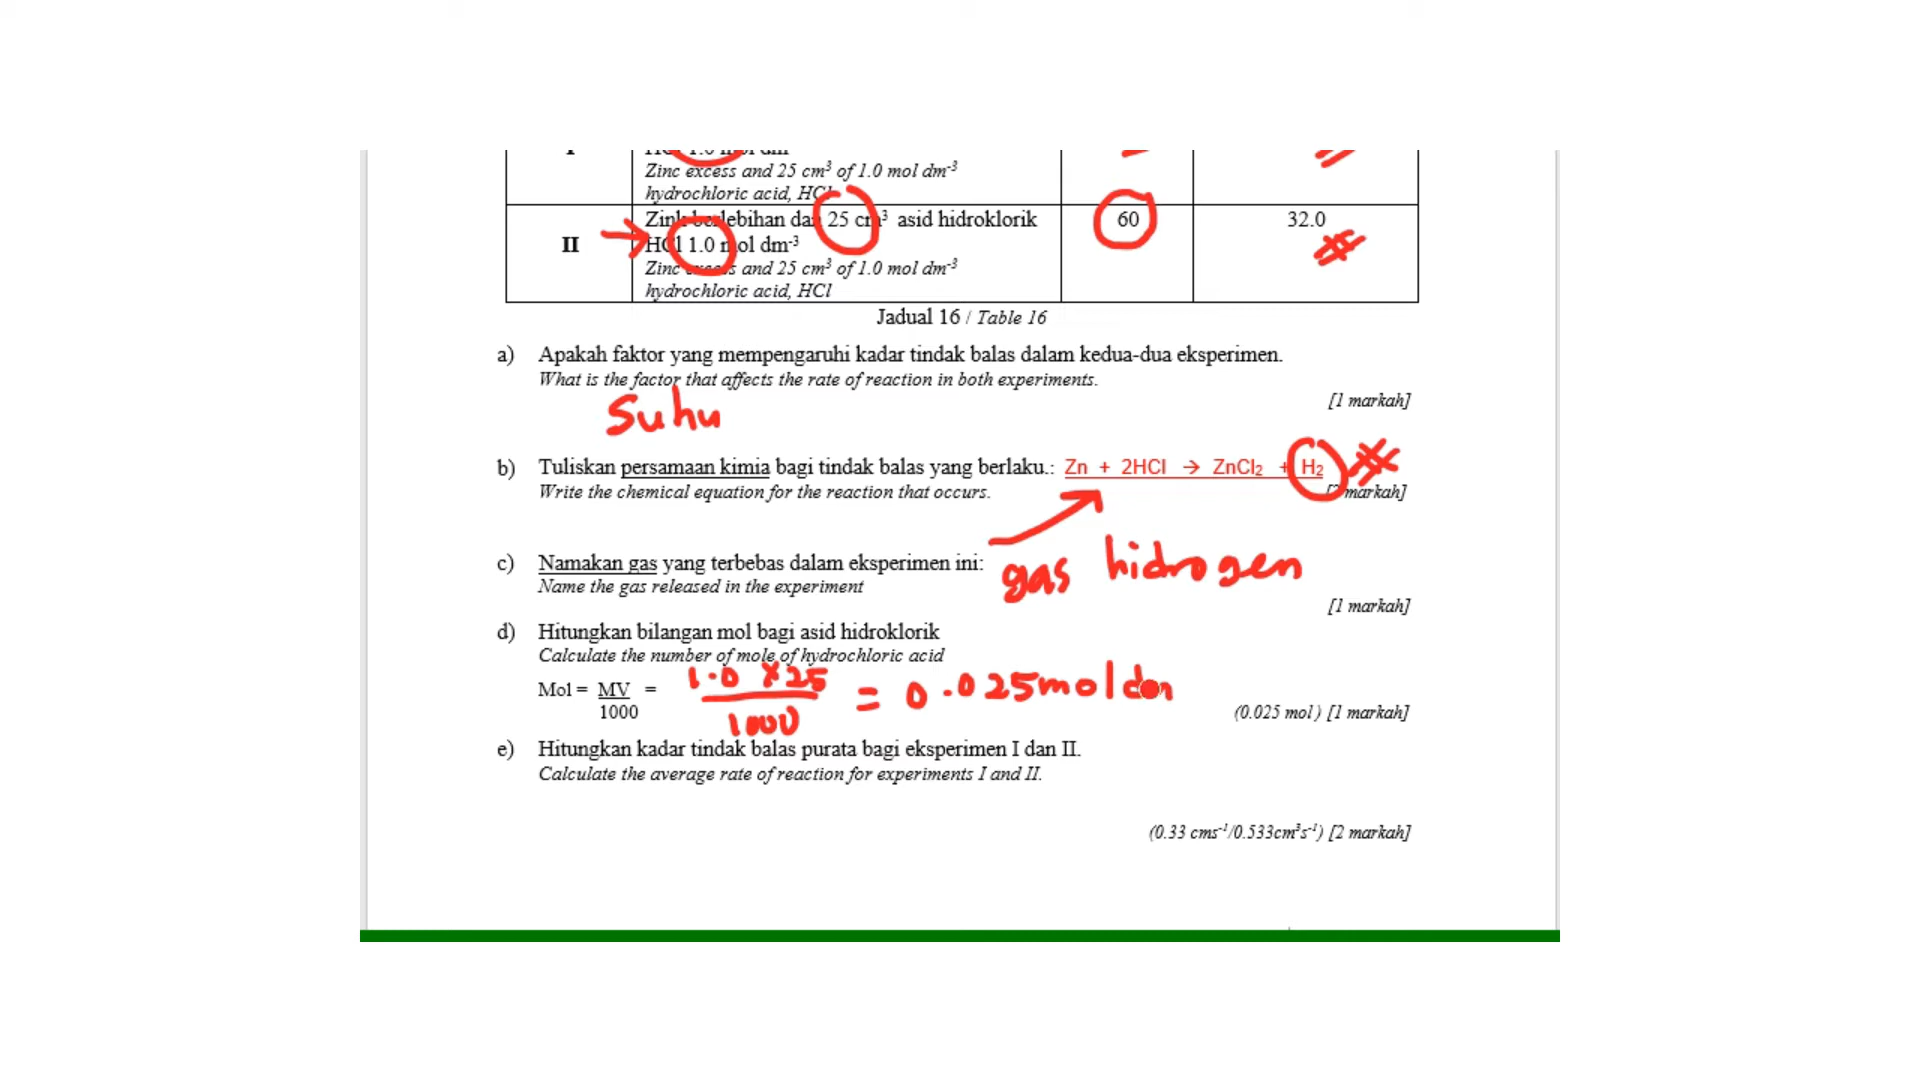 I
HCl 1.0 mol dm
Zinc excess and 25 cm³ of 1.0 mol dm⁻³
hydrochloric acid, HCl
II
Zink berlebihan dan 25 cm³ asid hidroklorik
HCl 1.0 mol dm⁻³
Zinc excess and 25 cm³ of 1.0 mol dm⁻³
hydrochloric acid, HCl
60
32.0
Jadual 16 / Table 16
a) Apakah faktor yang mempengaruhi kadar tindak balas dalam kedua-dua eksperimen.
What is the factor that affects the rate of reaction in both experiments.
[1 markah]
Suhu
b) Tuliskan persamaan kimia bagi tindak balas yang berlaku.: Zn + 2HCl → ZnCl₂ + H₂
Write the chemical equation for the reaction that occurs.
markah]
c) Namakan gas yang terbebas dalam eksperimen ini: gas hidrogen
Name the gas released in the experiment
[1 markah]
d) Hitungkan bilangan mol bagi asid hidroklorik
Calculate the number of mole of hydrochloric acid
Mol = MV = 1.0 × 25 = 0.025 mol
1000 1000
(0.025 mol ) [1 markah]
e) Hitungkan kadar tindak balas purata bagi eksperimen I dan II.
Calculate the average rate of reaction for experiments I and II.
(0.33 cms⁻¹/0.533cm³s⁻¹) [2 markah]